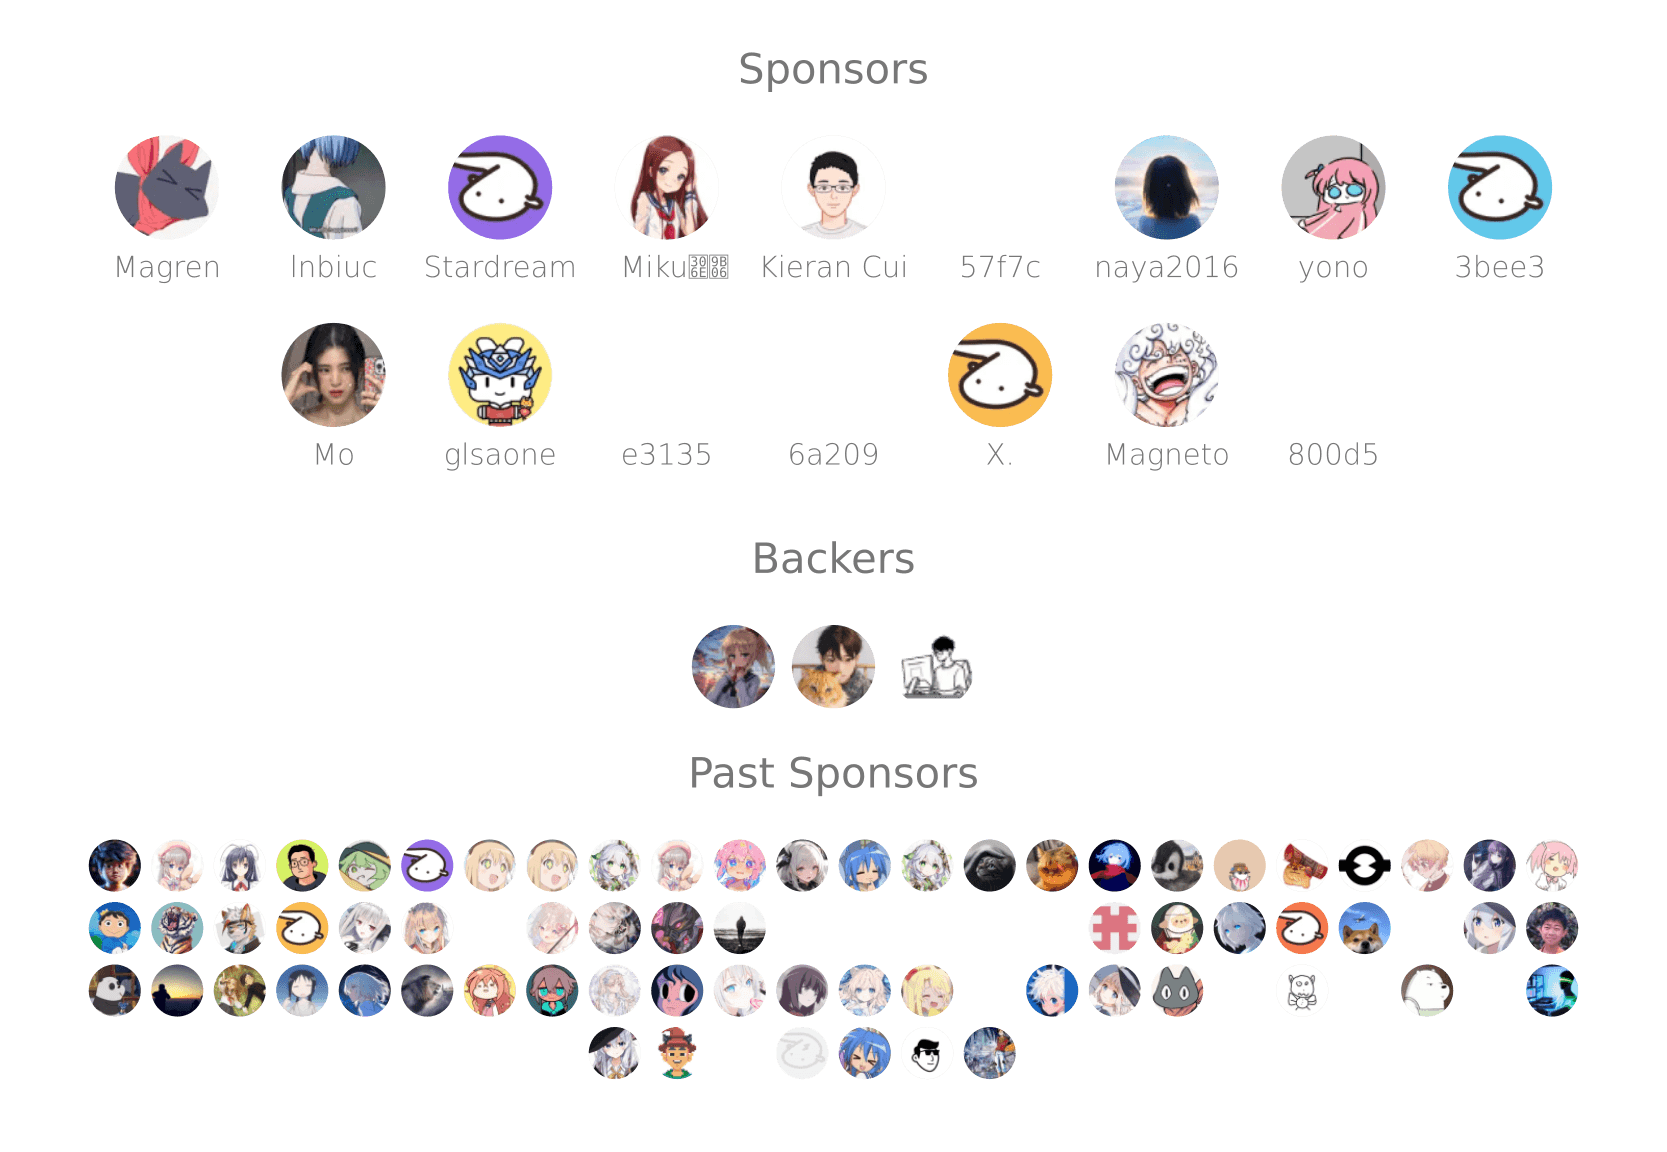 Sponsors
Magren Inbiuc Stardream Miku Kieran Cui 57f7c naya2016 yono 3bee3
Mo glsaone e3135 6a209 X. Magneto 800d5
Backers
Past Sponsors